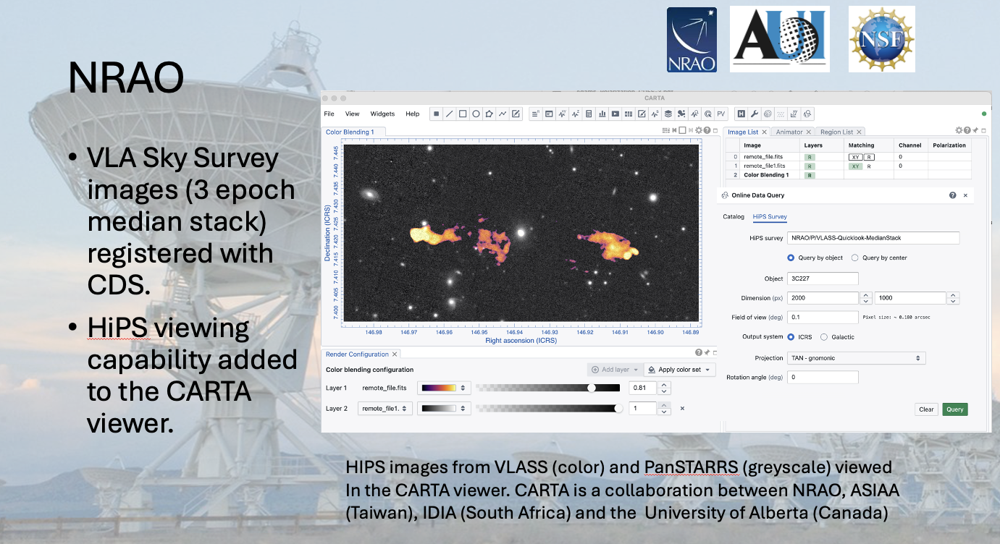 NRAO
AUI
NSF
NRAO
• VLA Sky Survey
images (3 epoch
median stack)
registered with
CDS.
• HiPS viewing
capability added
to the CARTA
viewer.
CARTA
File View Widgets Help
PV
Color Blending 1
7.445
7.440
7.435
7.430
7.425
7.420
7.415
7.410
7.405
7.400
Declination (ICRS)
146.98 146.97 146.96 146.95 146.94 146.93 146.92 146.91 146.90 146.89
Right ascension (ICRS)
Image List Animator Region List
Image Layers Matching Channel Polarization
0 remote_file.fits R XY R 0
1 remote_file1.fits R XY R 0
2 Color Blending 1 R
Online Data Query
Catalog HiPS Survey
HiPS survey NRAO/P/VLASS-Quicklook-MedianStack
Query by object Query by center
Object 3C227
Dimension (px) 2000 1000
Field of view (deg) 0.1 Pixel size: ~ 0.180 arcsec
Output system ICRS Galactic
Projection TAN - gnomonic
Rotation angle (deg) 0
Clear Query
Render Configuration
Color blending configuration Add layer Apply color set
Layer 1 remote_file.fits 0.81
Layer 2 remote_file1. 1
HIPS images from VLASS (color) and PanSTARRS (greyscale) viewed
In the CARTA viewer. CARTA is a collaboration between NRAO, ASIAA
(Taiwan), IDIA (South Africa) and the University of Alberta (Canada)